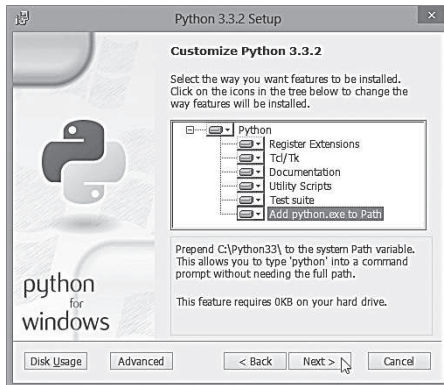 Python 3.3.2 Setup
Customize Python 3.3.2
Select the way you want features to be installed.
Click on the icons in the tree below to change the
way features will be installed.
Python
Register Extensions
Tcl/Tk
Documentation
Utility Scripts
Test suite
Add python.exe to Path
Prepend C:\Python33\ to the system Path variable.
This allows you to type 'python' into a command
prompt without needing the full path.
This feature requires 0KB on your hard drive.
python
for
windows
Disk Usage
Advanced
< Back
Next >
Cancel